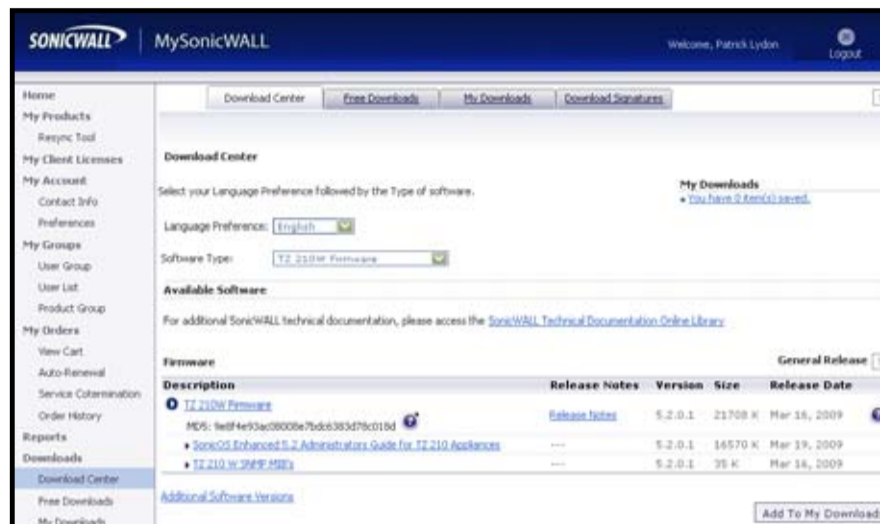 SONICWALL
MySonicWALL
Welcome, Patrick Lydon
Logout
Home
My Products
Resync Tool
My Client Licenses
My Account
Contact Info
Preferences
My Groups
User Group
User List
Product Group
My Orders
View Cart
Auto-Renewal
Service Cotermination
Order History
Reports
Downloads
Download Center
Free Downloads
My Downloads
Download Center
Free Downloads
My Downloads
Download Signatures
Download Center
Select your Language Preference followed by the Type of software.
My Downloads
You have 0 item(s) saved.
Language Preference: English
Software Type: TZ 210W Firmware
Available Software
For additional SonicWALL technical documentation, please access the SonicWALL Technical Documentation Online Library
Firmware
General Release
Description Release Notes Version Size Release Date
TZ 210W Firmware Release Notes 5.2.0.1 21708 K Mar 16, 2009
MD5:
SonicOS Enhanced 5.2 Administrators Guide for TZ 210 Appliances --- 5.2.0.1 16570 K Mar 19, 2009
TZ 210 W SNMP MIB's --- 5.2.0.1 35 K Mar 16, 2009
Additional Software Versions
Add To My Download